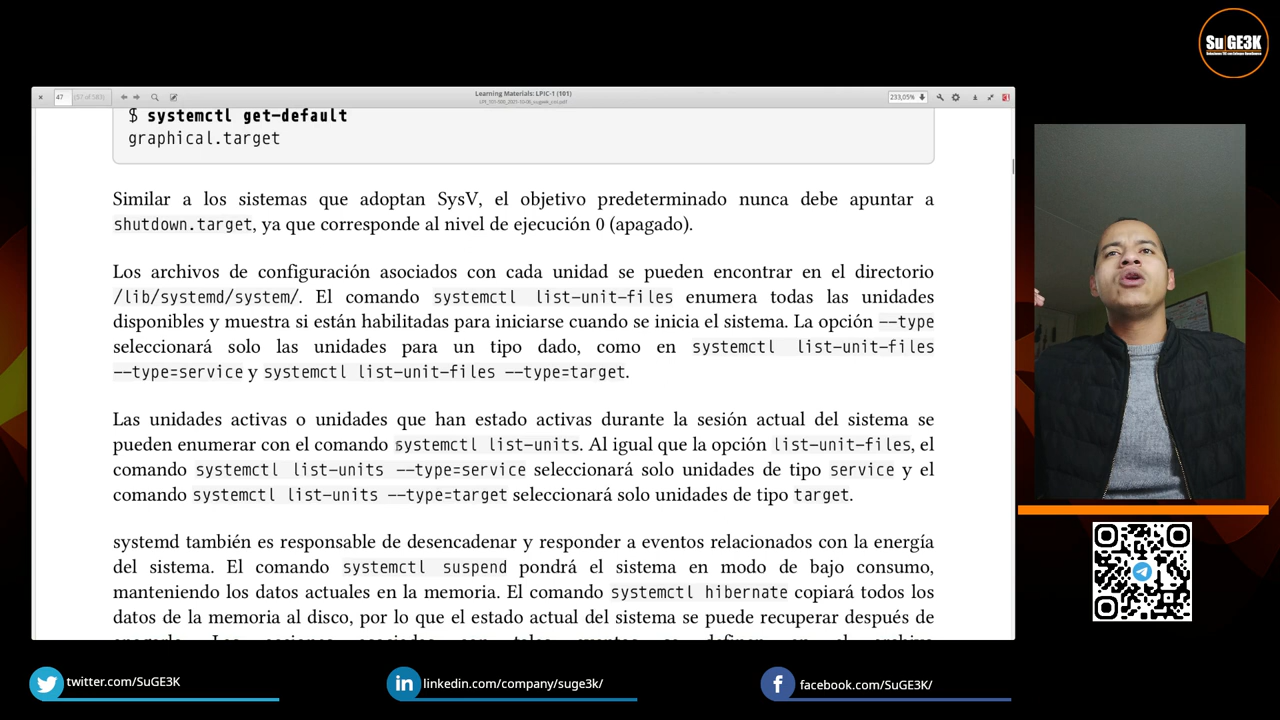 Su GE3K
Learning Materials: LPIC-1 (101)
47
233,05%
$ systemctl get-default
graphical.target
Similar a los sistemas que adoptan SysV, el objetivo predeterminado nunca debe apuntar a
shutdown.target, ya que corresponde al nivel de ejecución 0 (apagado).
Los archivos de configuración asociados con cada unidad se pueden encontrar en el directorio
/lib/systemd/system/. El comando systemctl list-unit-files enumera todas las unidades
disponibles y muestra si están habilitadas para iniciarse cuando se inicia el sistema. La opción --type
seleccionará solo las unidades para un tipo dado, como en systemctl list-unit-files
--type=service y systemctl list-unit-files --type=target.
Las unidades activas o unidades que han estado activas durante la sesión actual del sistema se
pueden enumerar con el comando systemctl list-units. Al igual que la opción list-unit-files, el
comando systemctl list-units --type=service seleccionará solo unidades de tipo service y el
comando systemctl list-units --type=target seleccionará solo unidades de tipo target.
systemd también es responsable de desencadenar y responder a eventos relacionados con la energía
del sistema. El comando systemctl suspend pondrá el sistema en modo de bajo consumo,
manteniendo los datos actuales en la memoria. El comando systemctl hibernate copiará todos los
datos de la memoria al disco, por lo que el estado actual del sistema se puede recuperar después de
twitter.com/SuGE3K
linkedin.com/company/suge3k/
facebook.com/SuGE3K/